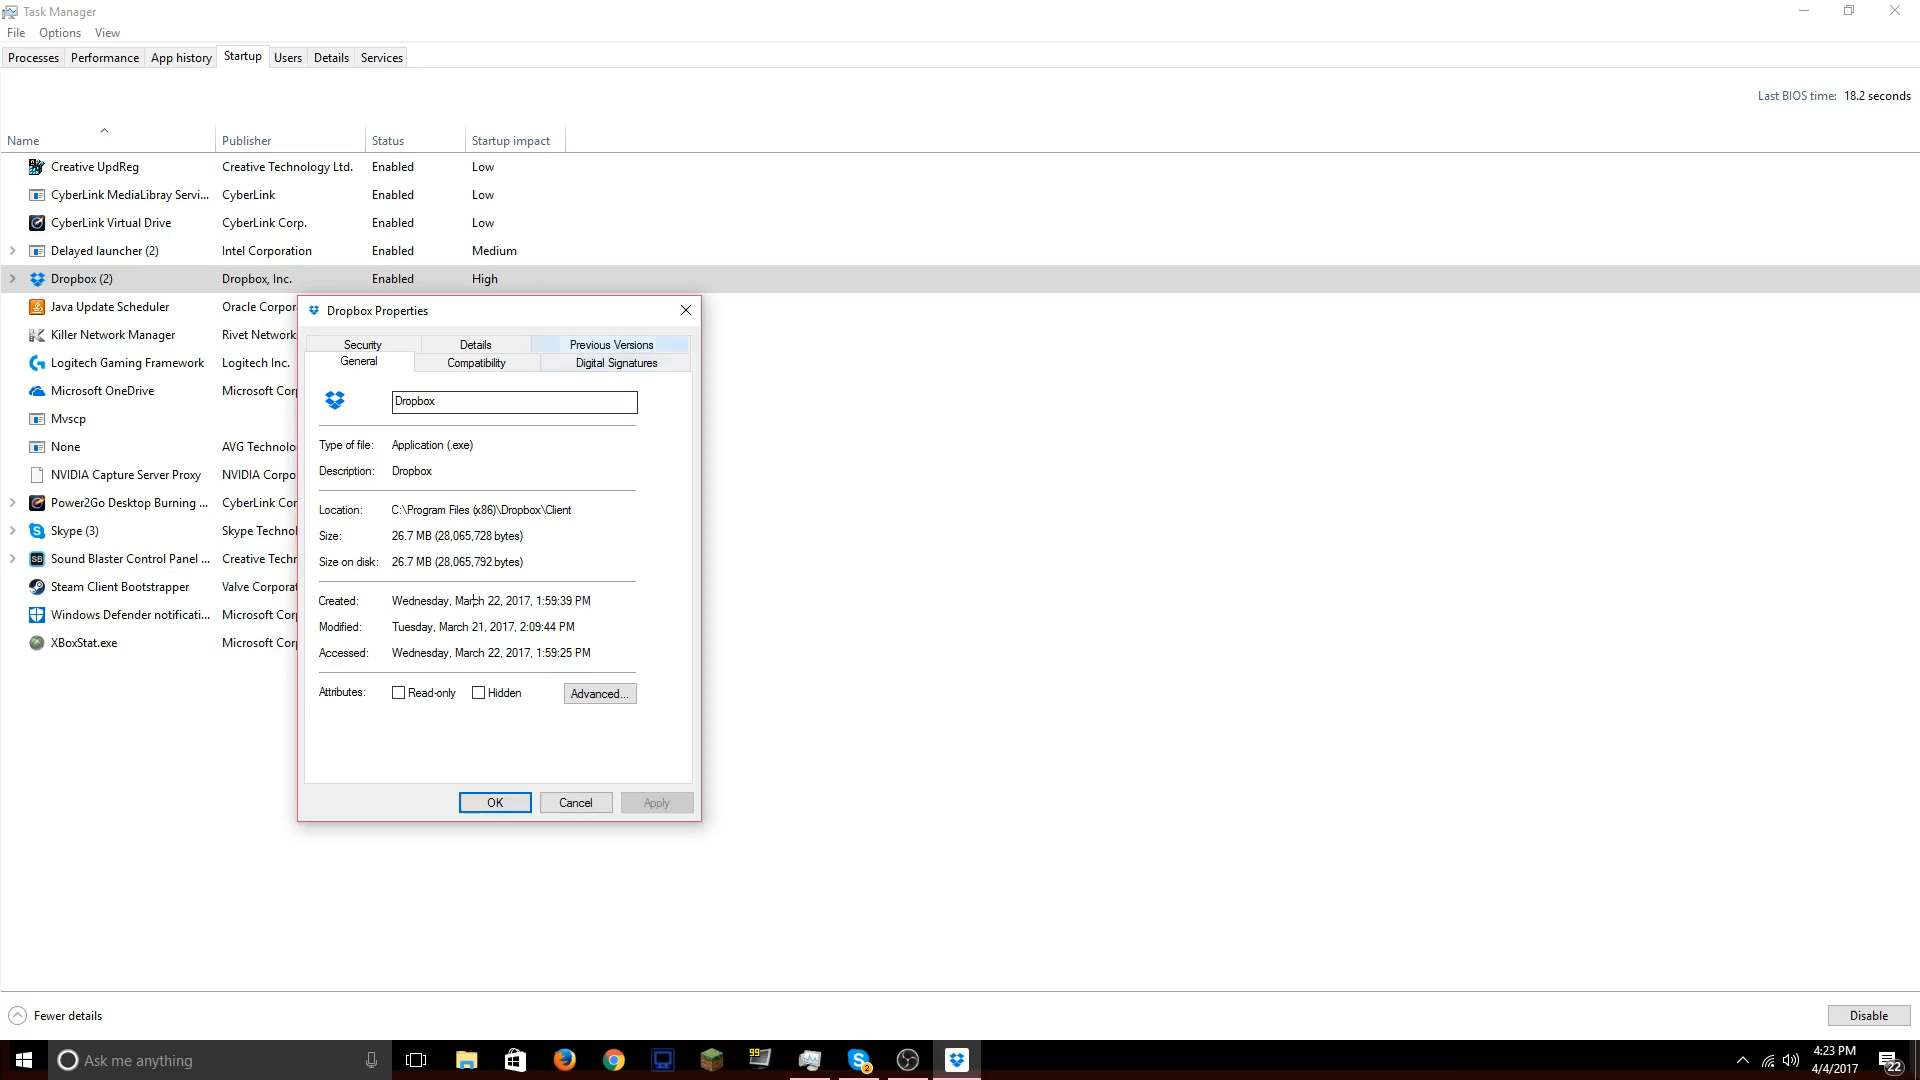 Task Manager
File Options View
Processes Performance App history Startup Users Details Services
Last BIOS time: 18.2 seconds
Name Publisher Status Startup impact
Creative UpdReg Creative Technology Ltd. Enabled Low
CyberLink MediaLibray Servi... CyberLink Enabled Low
CyberLink Virtual Drive CyberLink Corp. Enabled Low
Delayed launcher (2) Intel Corporation Enabled Medium
Dropbox (2) Dropbox, Inc. Enabled High
Java Update Scheduler Oracle Corpor
Killer Network Manager Rivet Network
Logitech Gaming Framework Logitech Inc.
Microsoft OneDrive Microsoft Corp
Mvscp
None AVG Technolo
NVIDIA Capture Server Proxy NVIDIA Corpo
Power2Go Desktop Burning ... CyberLink Cor
Skype (3) Skype Technol
Sound Blaster Control Panel ... Creative Techn
Steam Client Bootstrapper Valve Corporat
Windows Defender notificati... Microsoft Corp
XBoxStat.exe Microsoft Corp
Dropbox Properties
Security Details Previous Versions
General Compatibility Digital Signatures
Dropbox
Type of file: Application (.exe)
Description: Dropbox
Location: C:\Program Files (x86)\Dropbox\Client
Size: 26.7 MB (28,065,728 bytes)
Size on disk: 26.7 MB (28,065,792 bytes)
Created: Wednesday, March 22, 2017, 1:59:39 PM
Modified: Tuesday, March 21, 2017, 2:09:44 PM
Accessed: Wednesday, March 22, 2017, 1:59:25 PM
Attributes: Read-only Hidden Advanced...
OK Cancel Apply
Fewer details Disable
Ask me anything
99
2
4:23 PM
4/4/2017
22